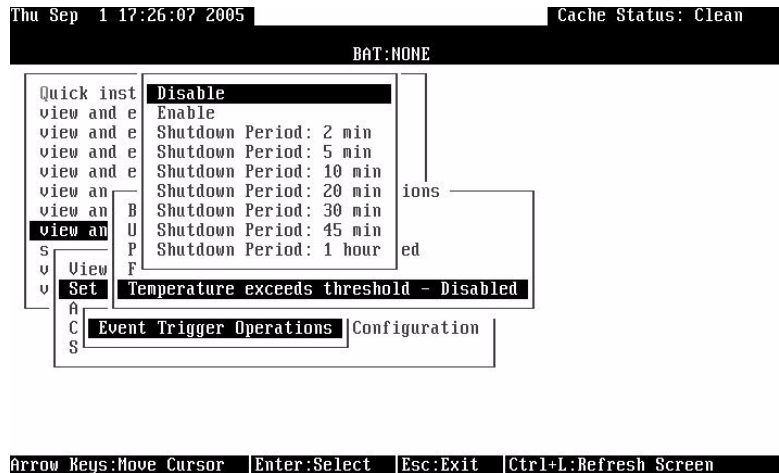 Thu Sep  1 17:26:07 2005 Cache Status: Clean
BAT:NONE
Quick inst Disable
view and e Enable
view and e Shutdown Period: 2 min
view and e Shutdown Period: 5 min
view and e Shutdown Period: 10 min
view an Shutdown Period: 20 min ions
view an B Shutdown Period: 30 min
view an U Shutdown Period: 45 min
s P Shutdown Period: 1 hour ed
v View F
v Set Temperature exceeds threshold - Disabled
A
C Event Trigger Operations Configuration
S
Arrow Keys:Move Cursor |Enter:Select |Esc:Exit |Ctrl+L:Refresh Screen